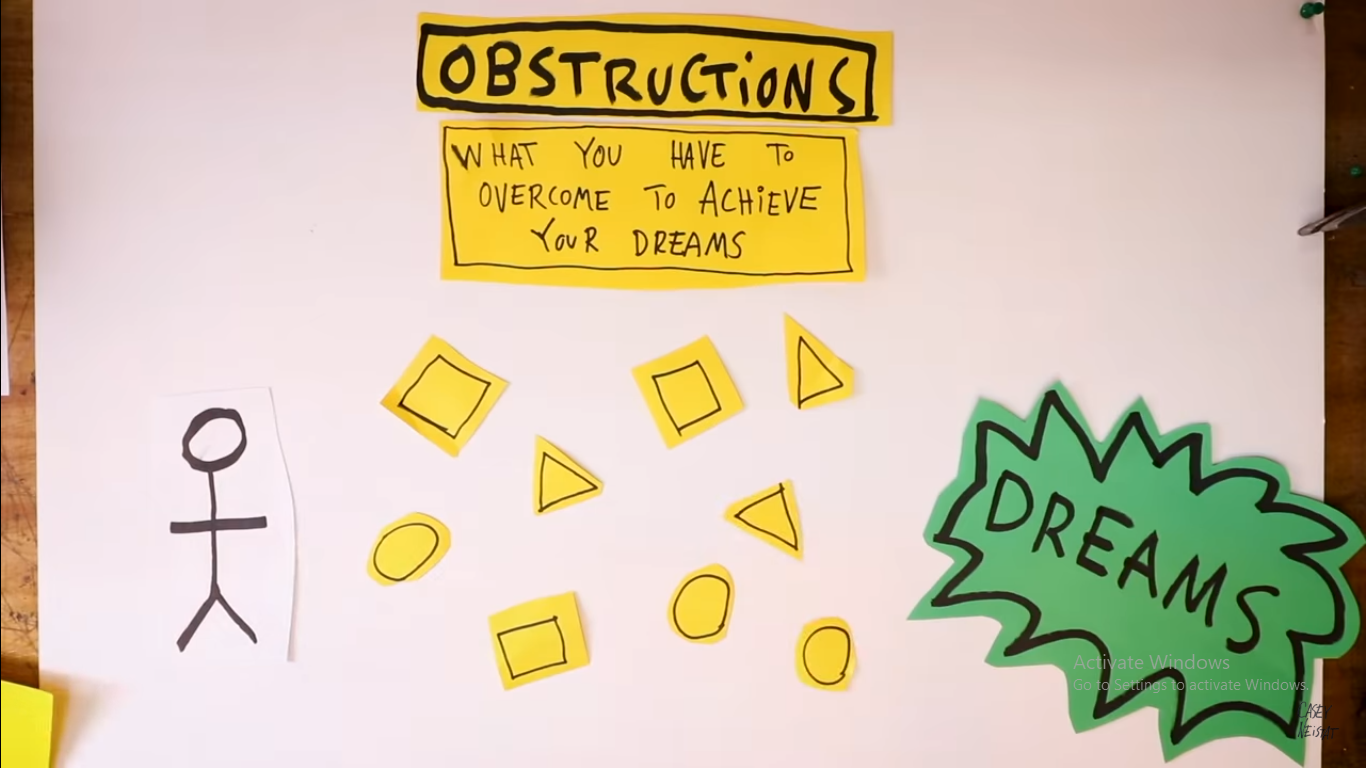 OBSTRUCTIONS
WHAT YOU HAVE TO
OVERCOME TO ACHIEVE
YOUR DREAMS
DREAMS
Activate Windows
Go to Settings to activate Windows.
CASEY
NEISTAT